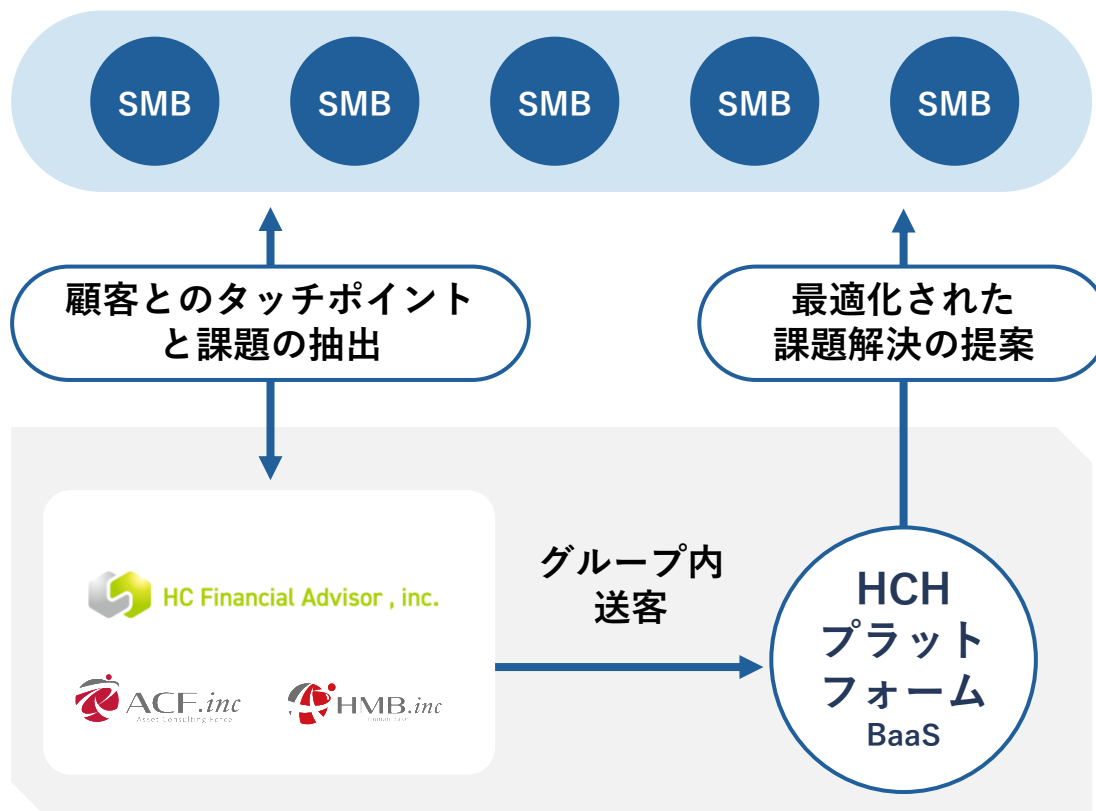 SMB SMB SMB SMB SMB
顧客とのタッチポイント
と課題の抽出
最適化された
課題解決の提案
HC Financial Advisor , inc.
ACF.inc
Asset Consulting Force
HMB.inc
グループ内
送客
HCH
プラット
フォーム
BaaS